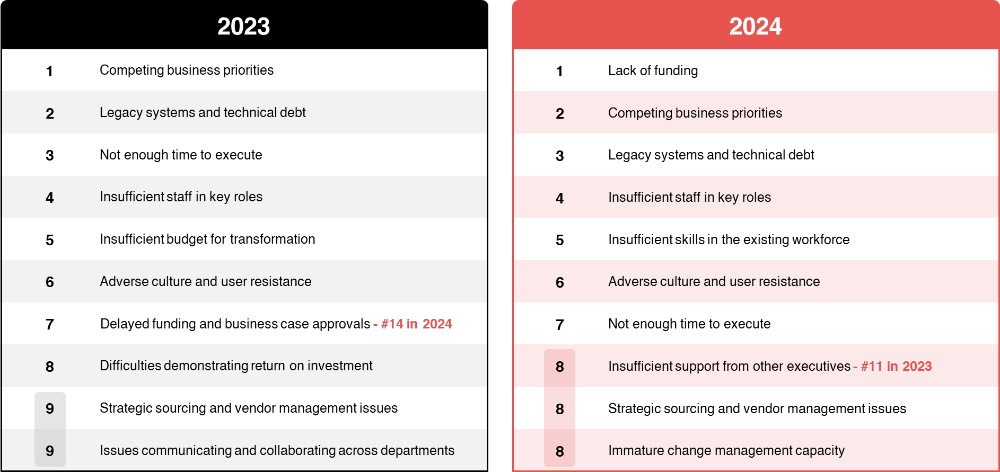 2023
1 Competing business priorities
2 Legacy systems and technical debt
3 Not enough time to execute
4 Insufficient staff in key roles
5 Insufficient budget for transformation
6 Adverse culture and user resistance
7 Delayed funding and business case approvals - #14 in 2024
8 Difficulties demonstrating return on investment
9 Strategic sourcing and vendor management issues
9 Issues communicating and collaborating across departments
2024
1 Lack of funding
2 Competing business priorities
3 Legacy systems and technical debt
4 Insufficient staff in key roles
5 Insufficient skills in the existing workforce
6 Adverse culture and user resistance
7 Not enough time to execute
8 Insufficient support from other executives - #11 in 2023
8 Strategic sourcing and vendor management issues
8 Immature change management capacity